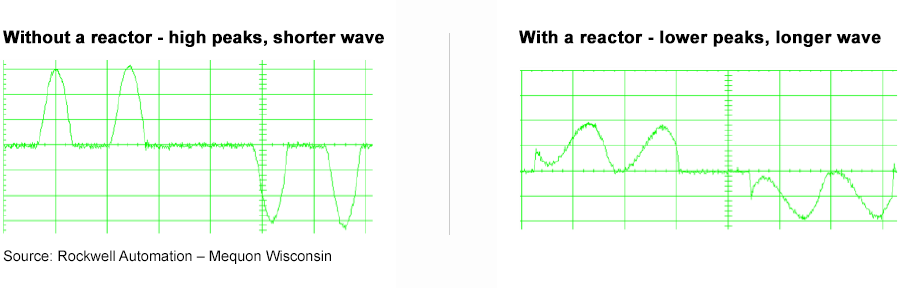 Without a reactor - high peaks, shorter wave
With a reactor - lower peaks, longer wave
Source: Rockwell Automation – Mequon Wisconsin